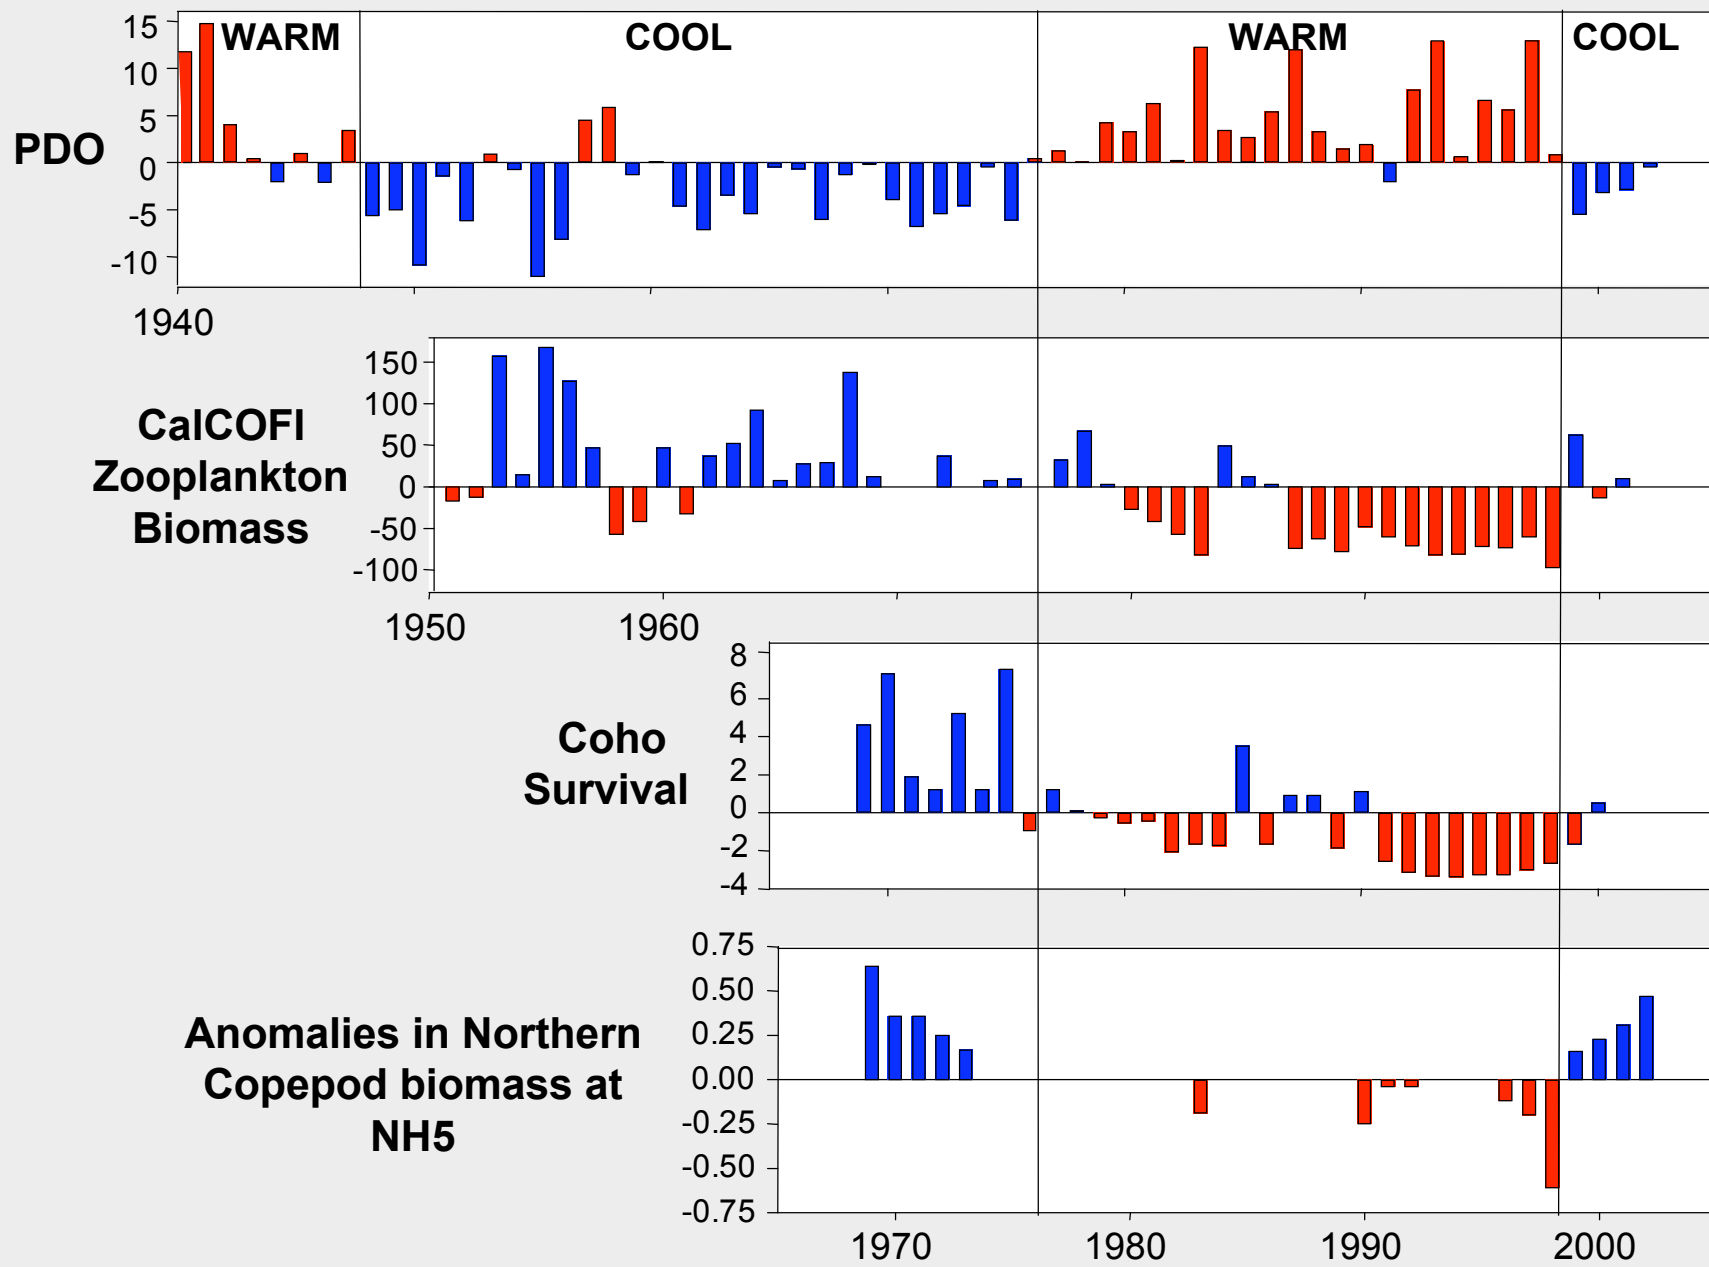 WARM
COOL
WARM
COOL
15
10
5
0
-5
-10
PDO
1940
150
100
50
0
-50
-100
CalCOFI
Zooplankton
Biomass
1950 1960
8
6
4
2
0
-2
-4
Coho
Survival
0.75
0.50
0.25
0.00
-0.25
-0.50
-0.75
Anomalies in Northern
Copepod biomass at
NH5
1970 1980 1990 2000